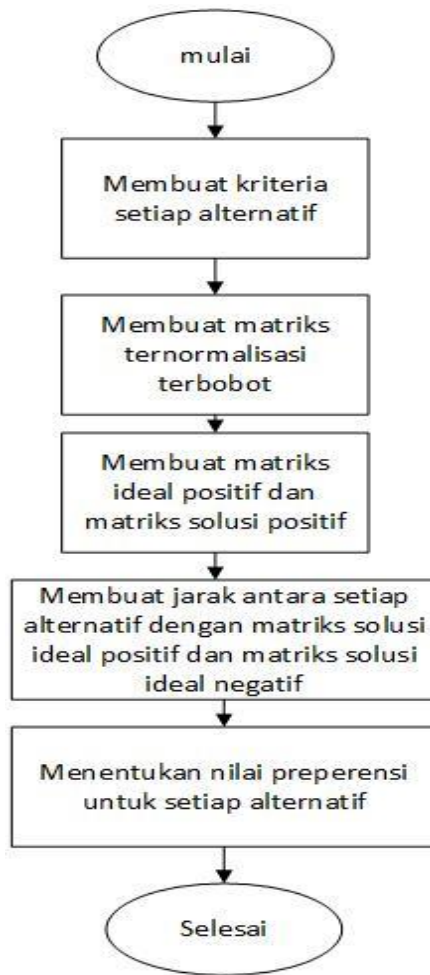 mulai
Membuat kriteria
setiap alternatif
Membuat matriks
ternormalisasi
terbobot
Membuat matriks
ideal positif dan
matriks solusi positif
Membuat jarak antara setiap
alternatif dengan matriks solusi
ideal positif dan matriks solusi
ideal negatif
Menentukan nilai preperensi
untuk setiap alternatif
Selesai